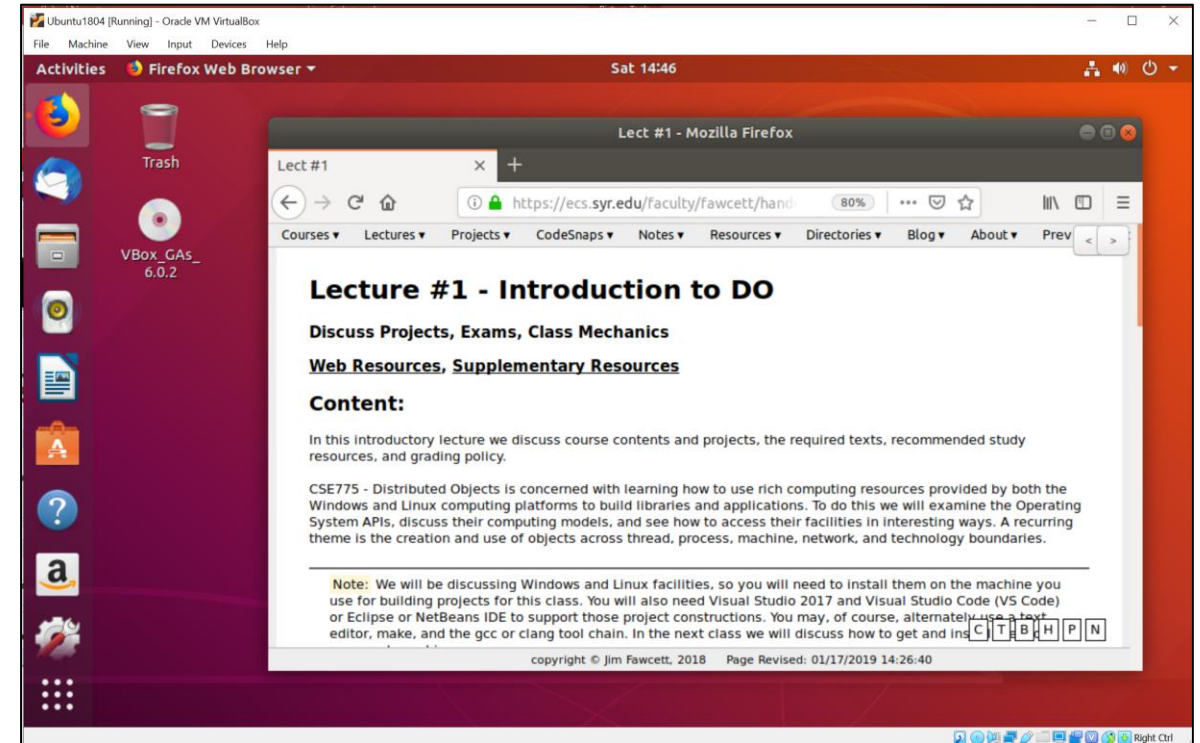 Ubuntu1804 [Running] - Oracle VM VirtualBox
File Machine View Input Devices Help
Activities Firefox Web Browser Sat 14:46
Trash
VBox_GAs_
6.0.2
Lect #1 - Mozilla Firefox
Lect #1
https://ecs.syr.edu/faculty/fawcett/hand 80%
Courses Lectures Projects CodeSnaps Notes Resources Directories Blog About Prev < >
Lecture #1 - Introduction to DO
Discuss Projects, Exams, Class Mechanics
Web Resources, Supplementary Resources
Content:
In this introductory lecture we discuss course contents and projects, the required texts, recommended study
resources, and grading policy.
CSE775 - Distributed Objects is concerned with learning how to use rich computing resources provided by both the
Windows and Linux computing platforms to build libraries and applications. To do this we will examine the Operating
System APIs, discuss their computing models, and see how to access their facilities in interesting ways. A recurring
theme is the creation and use of objects across thread, process, machine, network, and technology boundaries.
Note: We will be discussing Windows and Linux facilities, so you will need to install them on the machine you
use for building projects for this class. You will also need Visual Studio 2017 and Visual Studio Code (VS Code)
or Eclipse or NetBeans IDE to support those project constructions. You may, of course, alternately use a text
editor, make, and the gcc or clang tool chain. In the next class we will discuss how to get and
C T B H P N
copyright © Jim Fawcett, 2018 Page Revised: 01/17/2019 14:26:40
a
Right Ctrl